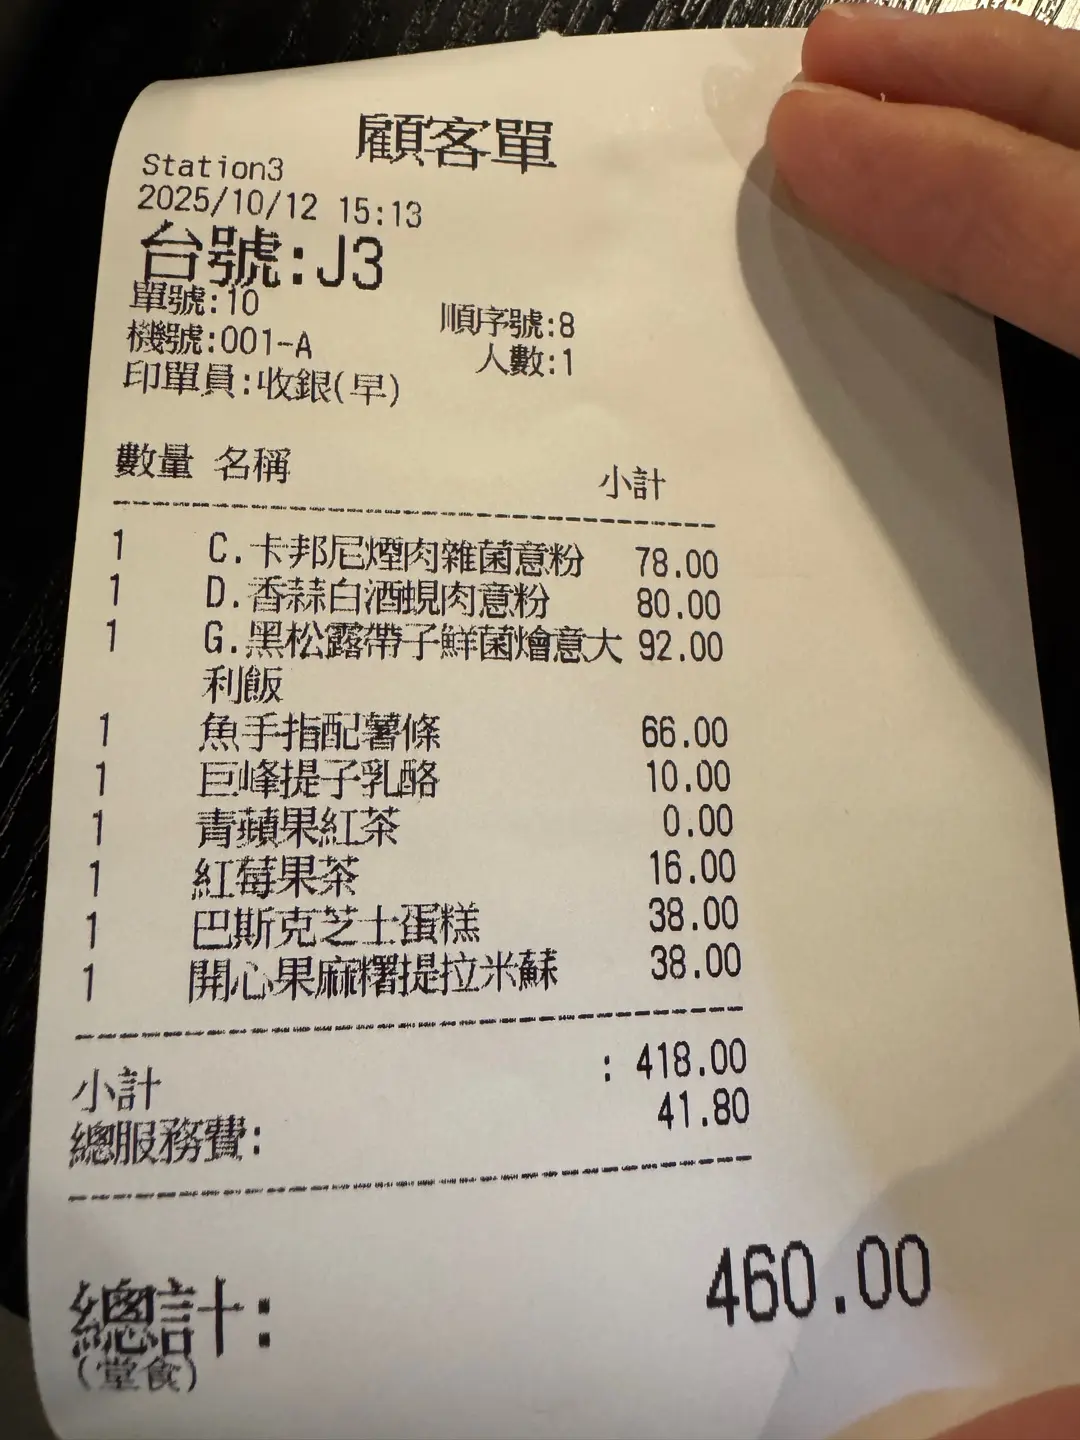 顧客單
Station3
2025/10/12 15:13
台號:J3
單號:10 順序號:8
機號:001-A 人數:1
印單員:收銀(早)
數量 名稱 小計
1 C.卡邦尼煙肉雜菌意粉 78.00
1 D.香蒜白酒蜆肉意粉 80.00
1 G.黑松露帶子鮮菌燴意大 92.00
利飯
1 魚手指配薯條 66.00
1 巨峰提子乳酪 10.00
1 青蘋果紅茶 0.00
1 紅莓果茶 16.00
1 巴斯克芝士蛋糕 38.00
1 開心果麻糬提拉米蘇 38.00
小計 : 418.00
總服務費: 41.80
總計: 460.00
(堂食)